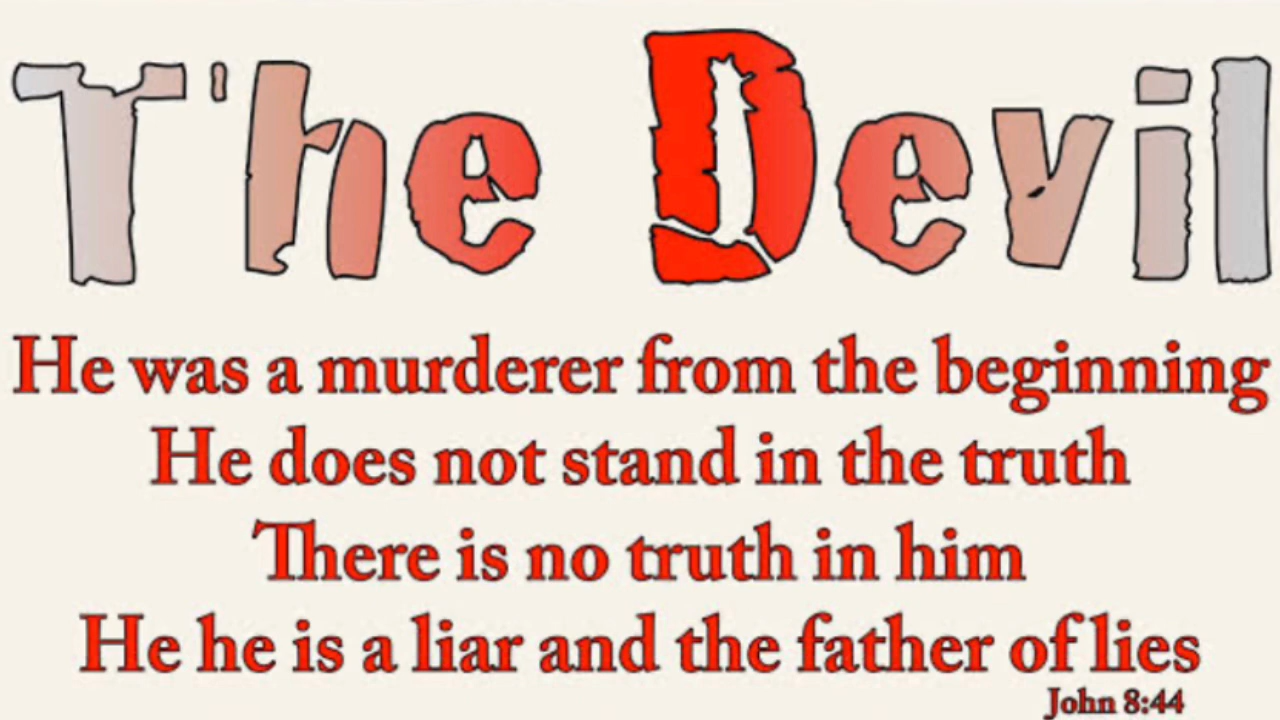 The Devil
He was a murderer from the beginning
He does not stand in the truth
There is no truth in him
He he is a liar and the father of lies
John 8:44